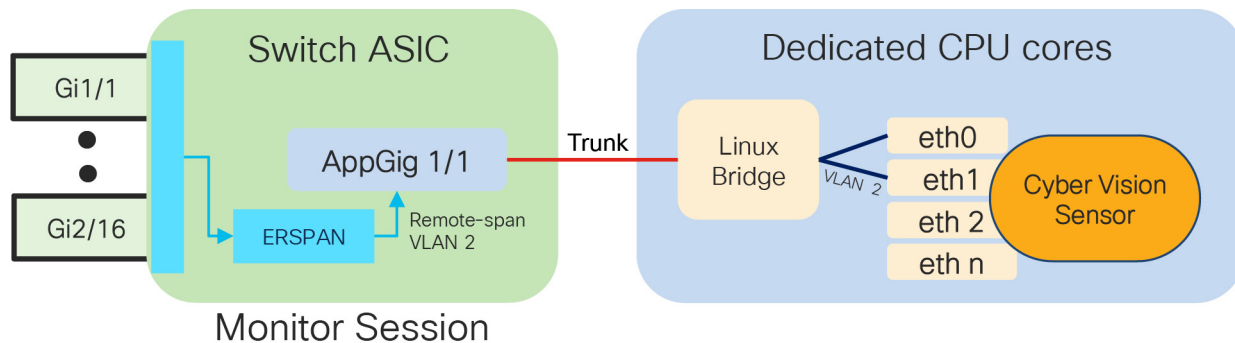 Switch ASIC
Dedicated CPU cores
Gi1/1
Gi2/16
AppGig 1/1
ERSPAN
Remote-span
VLAN 2
Trunk
Linux
Bridge
VLAN 2
eth0
eth1
eth 2
eth n
Cyber Vision
Sensor
Monitor Session